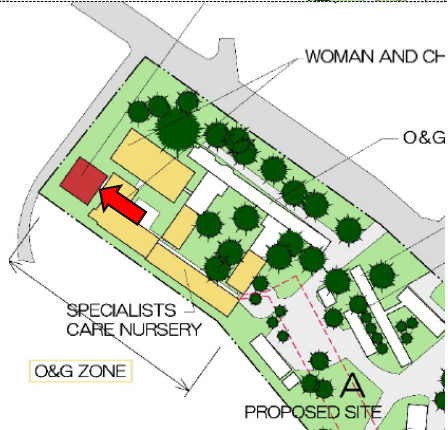 WOMAN AND CH
O&G
SPECIALISTS
CARE NURSERY
O&G ZONE
A
PROPOSED SITE